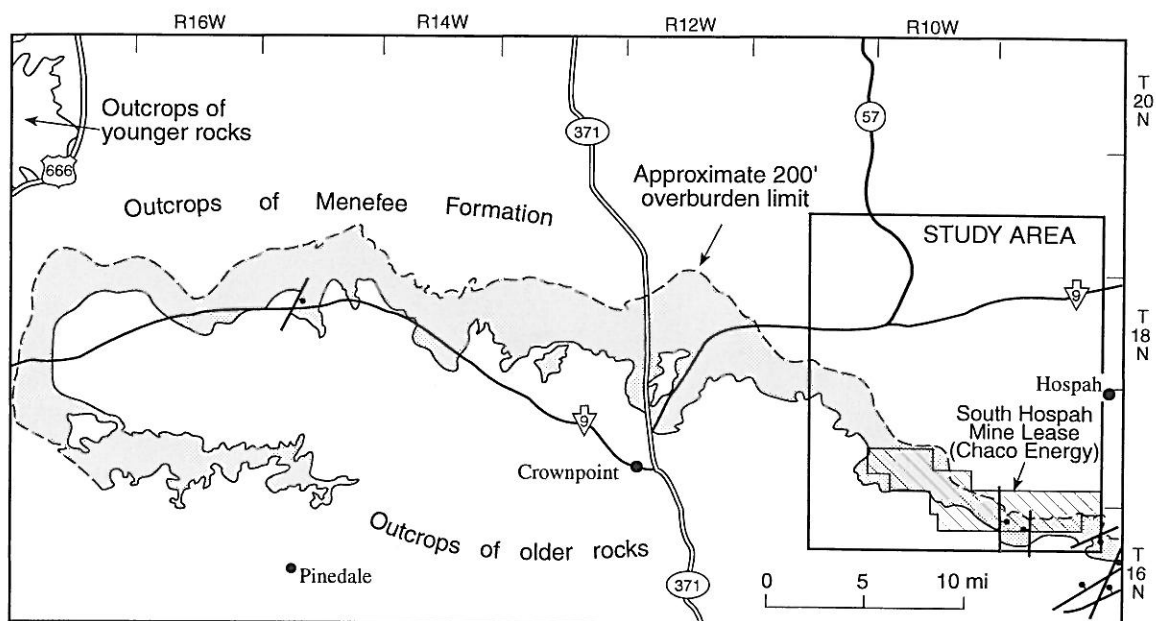 R16W R14W R12W R10W
T
20
N
Outcrops of
younger rocks
666
371
57
Approximate 200'
overburden limit
Outcrops of Menefee Formation
STUDY AREA
9
T
18
N
Hospah
South Hospah
Mine Lease
(Chaco Energy)
9
Crownpoint
Outcrops of older rocks
Pinedale
371
0 5 10 mi
T
16
N